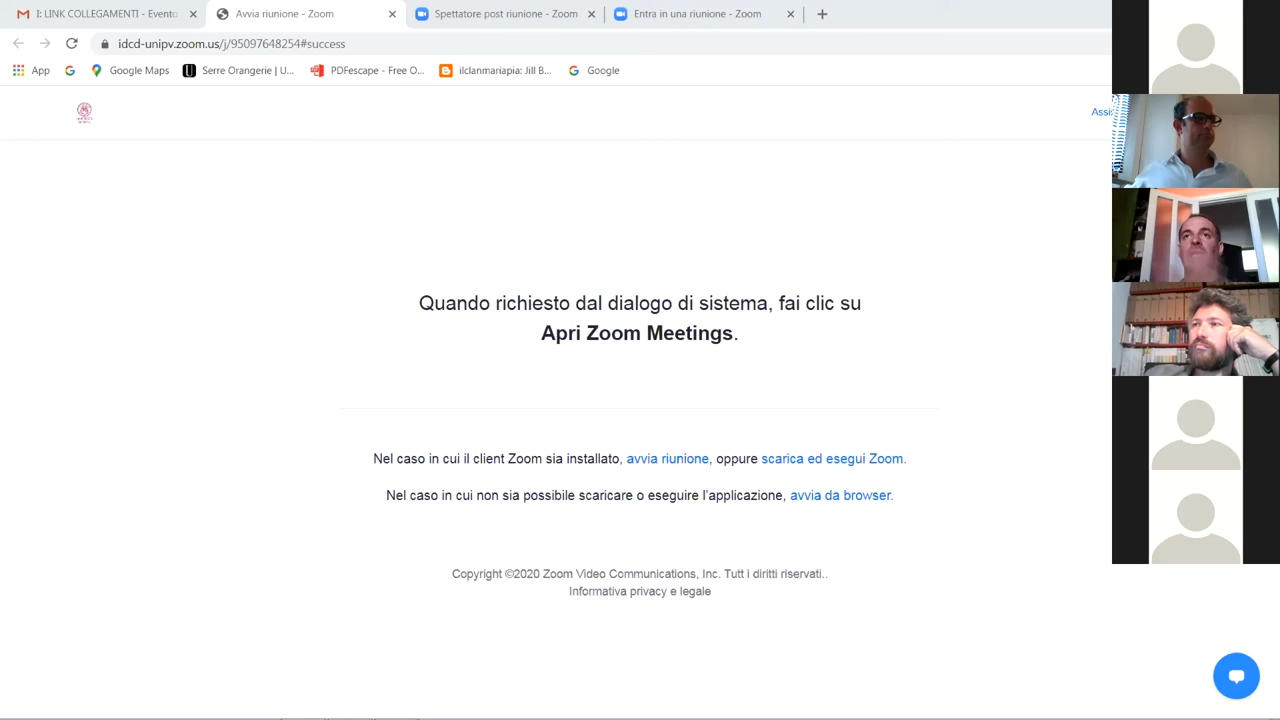 I: LINK COLLEGAMENTI - Evento
Avvia riunione - Zoom
Spettatore post riunione - Zoom
Entra in una riunione - Zoom
idcd-unipv.zoom.us/j/95097648254#success
App
Google Maps
Serre Orangerie | U...
PDFescape - Free O...
ilclanmariapia: Jill B...
Google
Quando richiesto dal dialogo di sistema, fai clic su
Apri Zoom Meetings.
Nel caso in cui il client Zoom sia installato, avvia riunione, oppure scarica ed esegui Zoom.
Nel caso in cui non sia possibile scaricare o eseguire l'applicazione, avvia da browser.
Copyright ©2020 Zoom Video Communications, Inc. Tutt i diritti riservati..
Informativa privacy e legale